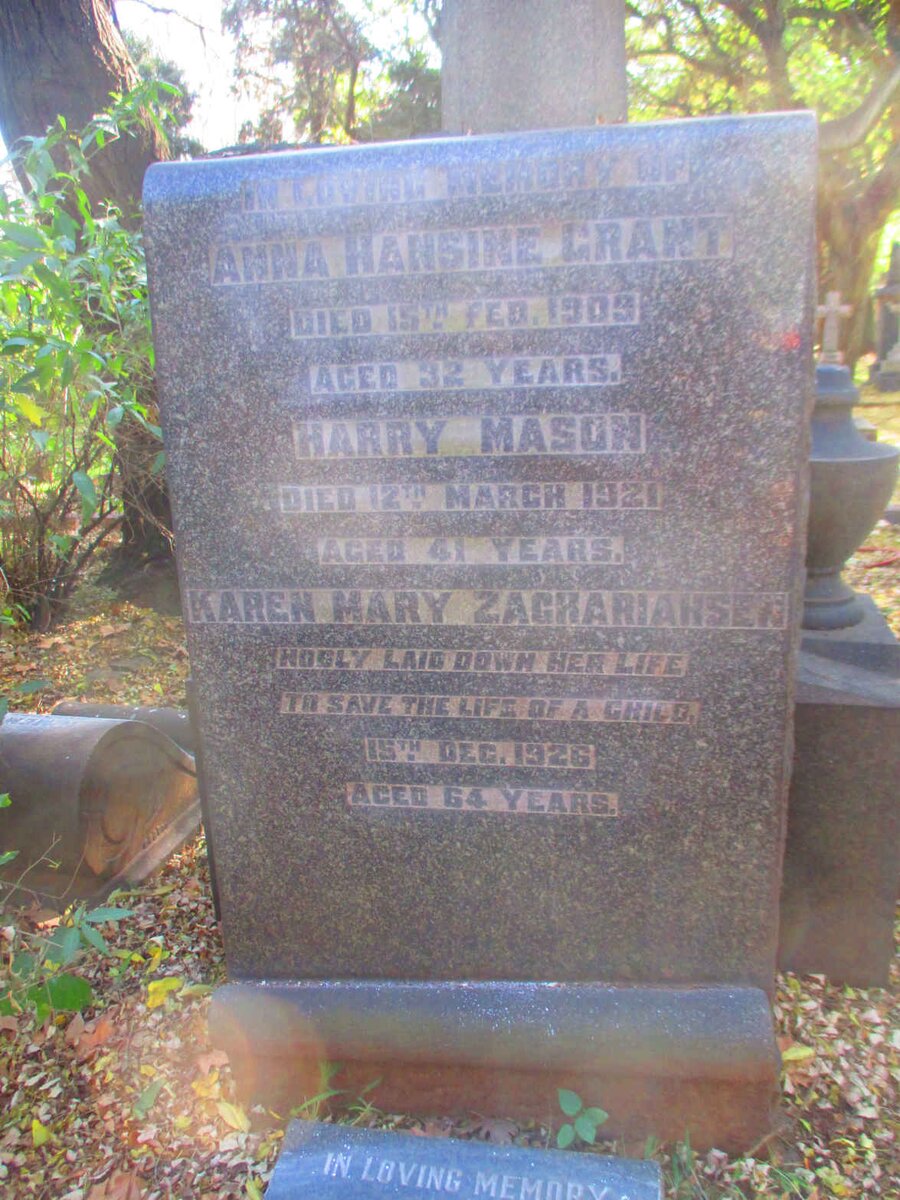 IN LOVING MEMORY OF
ANNA HANSINE GRANT
DIED 15TH FEB. 1909
AGED 32 YEARS.
HARRY MASON
DIED 12TH MARCH 1921
AGED 41 YEARS.
KAREN MARY ZACHARIAHSEN
NOBLY LAID DOWN HER LIFE
TO SAVE THE LIFE OF A CHILD.
15TH DEC. 1926
AGED 64 YEARS.
IN LOVING MEMORY